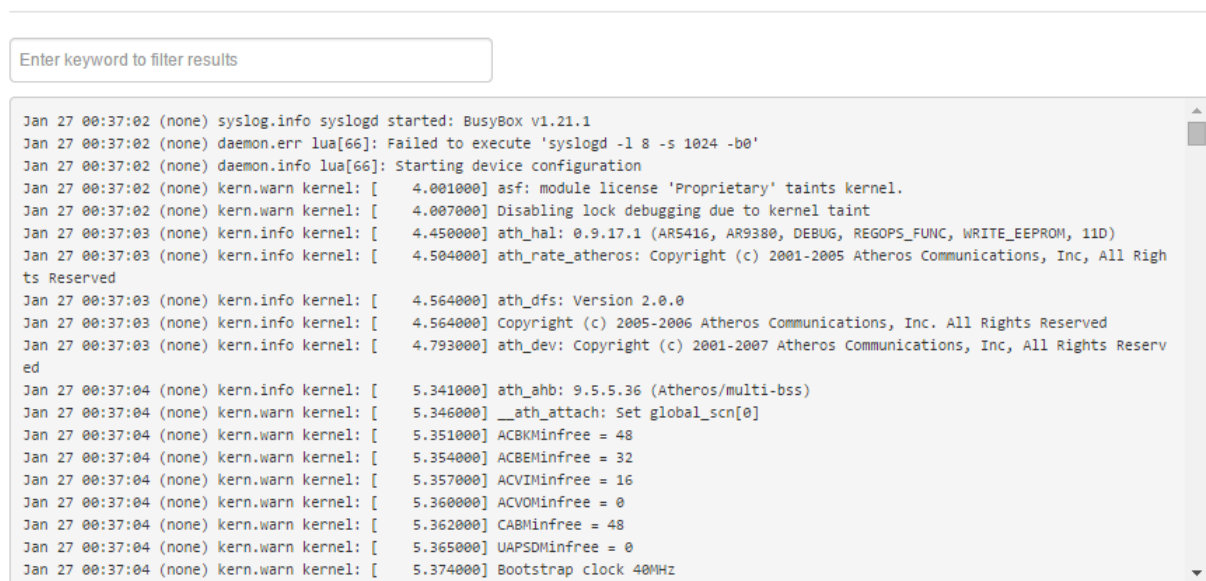 Enter keyword to filter results
Jan 27 00:37:02 (none) syslog.info syslogd started: BusyBox v1.21.1
Jan 27 00:37:02 (none) daemon.err lua[66]: Failed to execute 'syslogd -l 8 -s 1024 -b0'
Jan 27 00:37:02 (none) daemon.info lua[66]: Starting device configuration
Jan 27 00:37:02 (none) kern.warn kernel: [    4.001000] asf: module license 'Proprietary' taints kernel.
Jan 27 00:37:02 (none) kern.warn kernel: [    4.007000] Disabling lock debugging due to kernel taint
Jan 27 00:37:03 (none) kern.info kernel: [    4.450000] ath_hal: 0.9.17.1 (AR5416, AR9380, DEBUG, REGOPS_FUNC, WRITE_EEPROM, 11D)
Jan 27 00:37:03 (none) kern.info kernel: [    4.504000] ath_rate_atheros: Copyright (c) 2001-2005 Atheros Communications, Inc, All Righ
ts Reserved
Jan 27 00:37:03 (none) kern.info kernel: [    4.564000] ath_dfs: Version 2.0.0
Jan 27 00:37:03 (none) kern.info kernel: [    4.564000] Copyright (c) 2005-2006 Atheros Communications, Inc. All Rights Reserved
Jan 27 00:37:03 (none) kern.info kernel: [    4.793000] ath_dev: Copyright (c) 2001-2007 Atheros Communications, Inc, All Rights Reserv
ed
Jan 27 00:37:04 (none) kern.info kernel: [    5.341000] ath_ahb: 9.5.5.36 (Atheros/multi-bss)
Jan 27 00:37:04 (none) kern.warn kernel: [    5.346000] __ath_attach: Set global_scn[0]
Jan 27 00:37:04 (none) kern.warn kernel: [    5.351000] ACBKMinfree = 48
Jan 27 00:37:04 (none) kern.warn kernel: [    5.354000] ACBEMinfree = 32
Jan 27 00:37:04 (none) kern.warn kernel: [    5.357000] ACVIMinfree = 16
Jan 27 00:37:04 (none) kern.warn kernel: [    5.360000] ACVOMinfree = 0
Jan 27 00:37:04 (none) kern.warn kernel: [    5.362000] CABMinfree = 48
Jan 27 00:37:04 (none) kern.warn kernel: [    5.365000] UAPSDMinfree = 0
Jan 27 00:37:04 (none) kern.warn kernel: [    5.374000] Bootstrap clock 40MHz